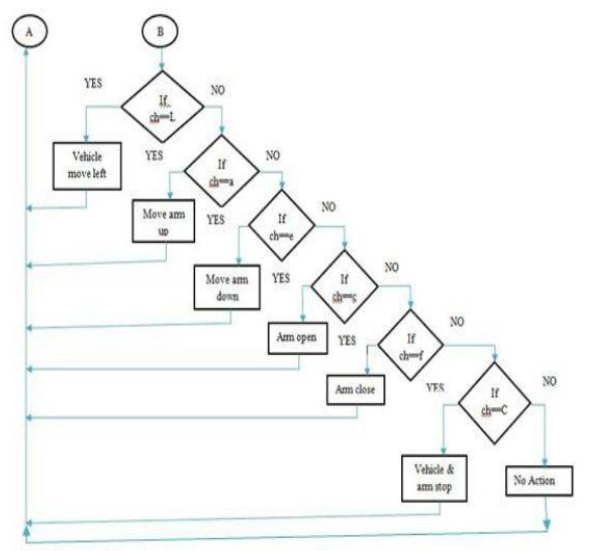 A
B
YES
If
ch==L
NO
Vehicle
move left
YES
If
ch==a
NO
Move arm
up
YES
If
ch==e
NO
Move arm
down
YES
If
ch==s
NO
Arm open
YES
If
ch==f
NO
Arm close
YES
If
ch==C
NO
Vehicle &
arm stop
No Action